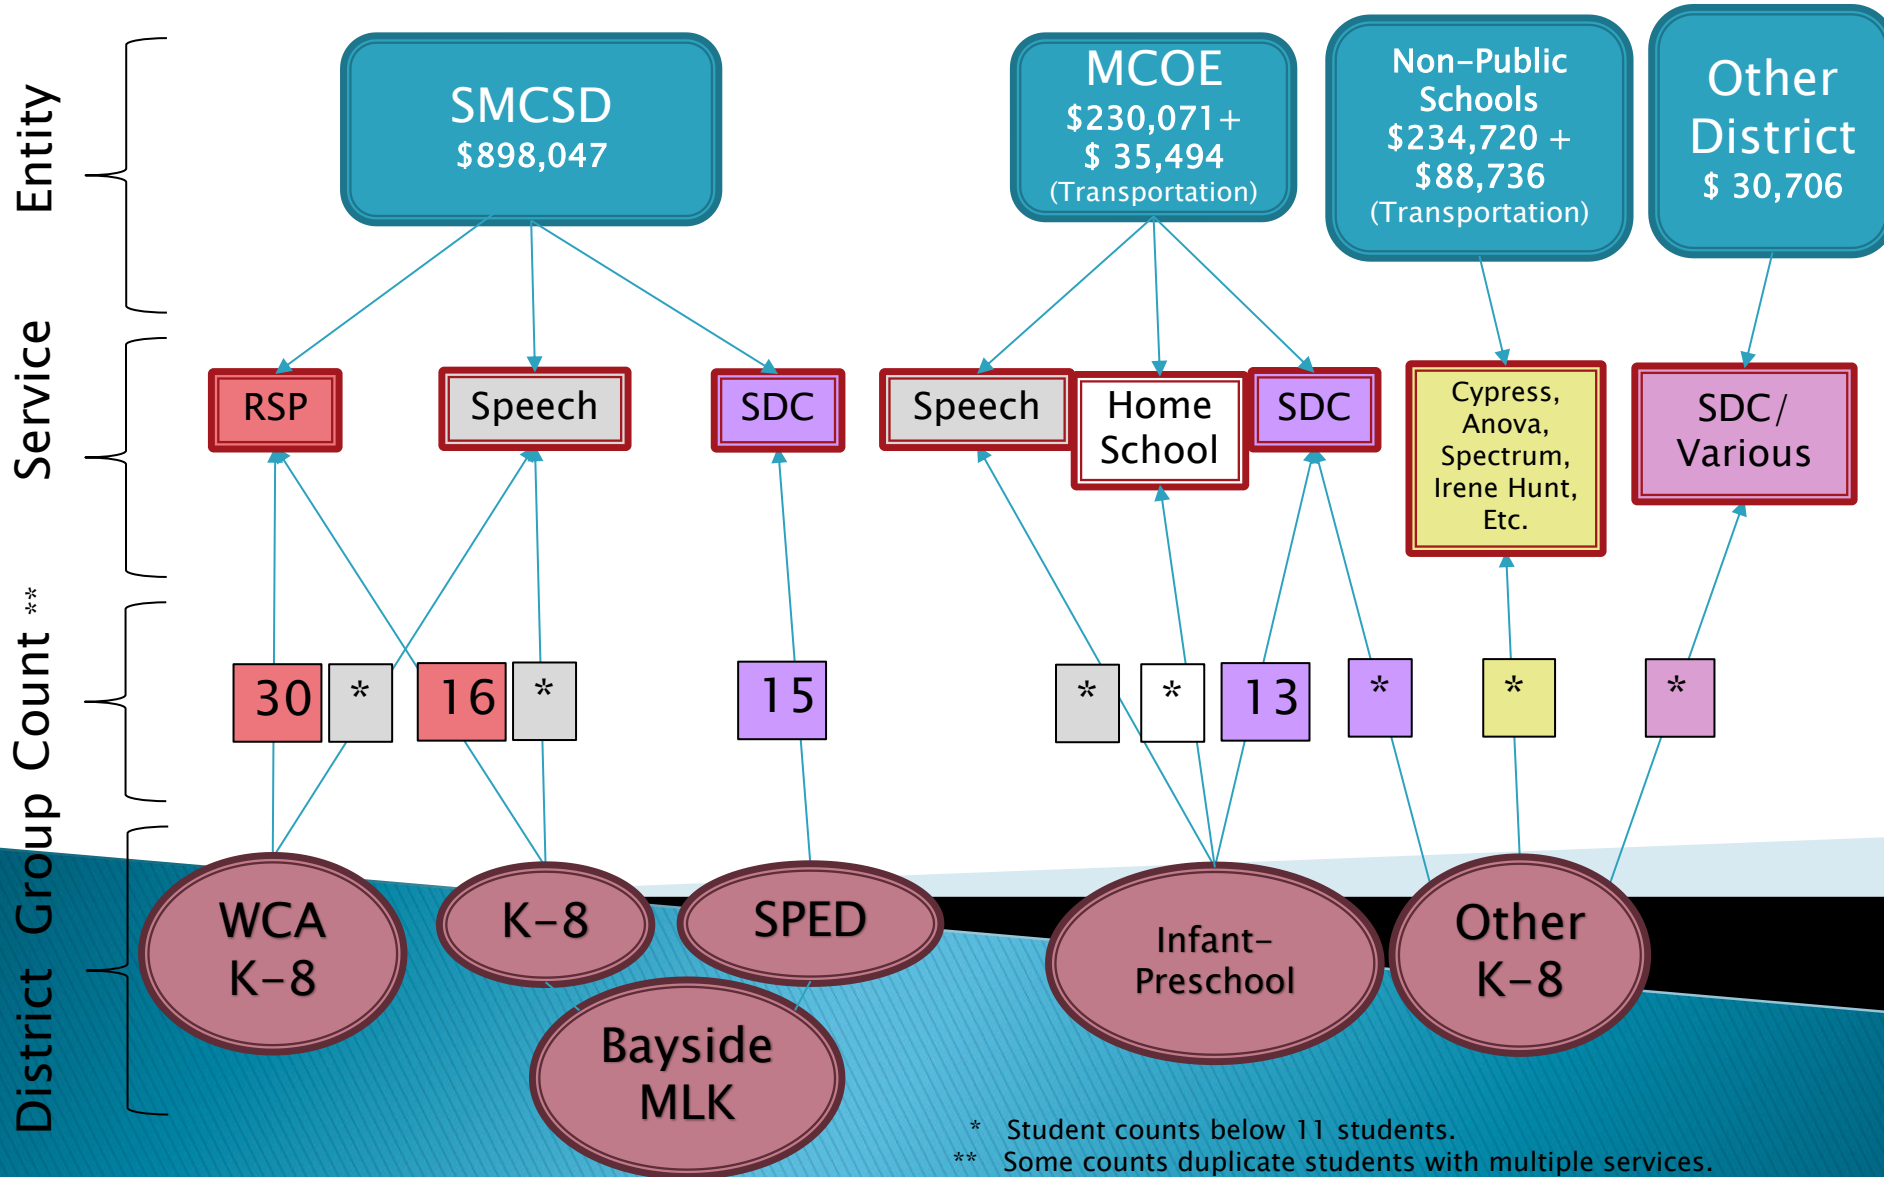 Entity
SMCSD
$898,047
MCOE
$230,071+
$ 35,494
(Transportation)
Non-Public
Schools
$234,720 +
$88,736
(Transportation)
Other
District
$ 30,706
Service
RSP
Speech
SDC
Speech
Home
School
SDC
Cypress,
Anova,
Spectrum,
Irene Hunt,
Etc.
SDC/
Various
Count **
30
*
16
*
15
*
*
13
*
*
*
District Group
WCA
K-8
K-8
SPED
Bayside
MLK
Infant-
Preschool
Other
K-8
* Student counts below 11 students.
** Some counts duplicate students with multiple services.